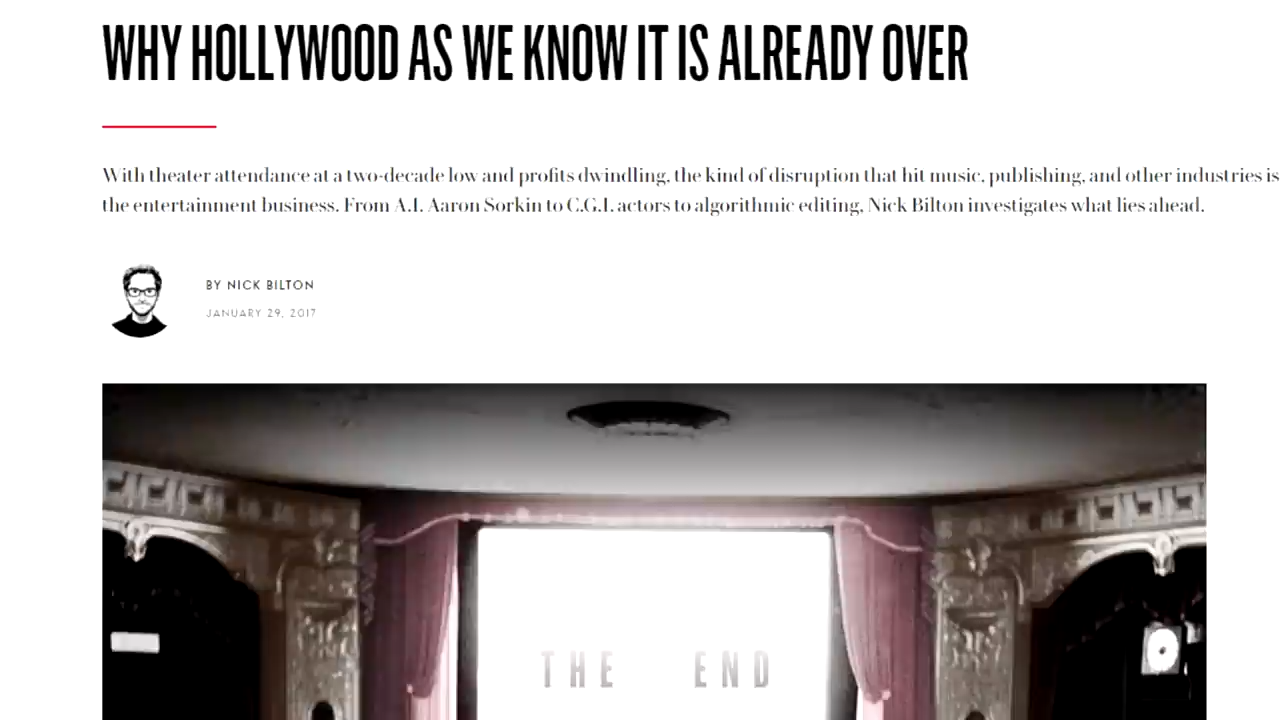 WHY HOLLYWOOD AS WE KNOW IT IS ALREADY OVER
With theater attendance at a two-decade low and profits dwindling, the kind of disruption that hit music, publishing, and other industries is
the entertainment business. From A.I. Aaron Sorkin to C.G.I. actors to algorithmic editing, Nick Bilton investigates what lies ahead.
BY NICK BILTON
JANUARY 29, 2017
THE END